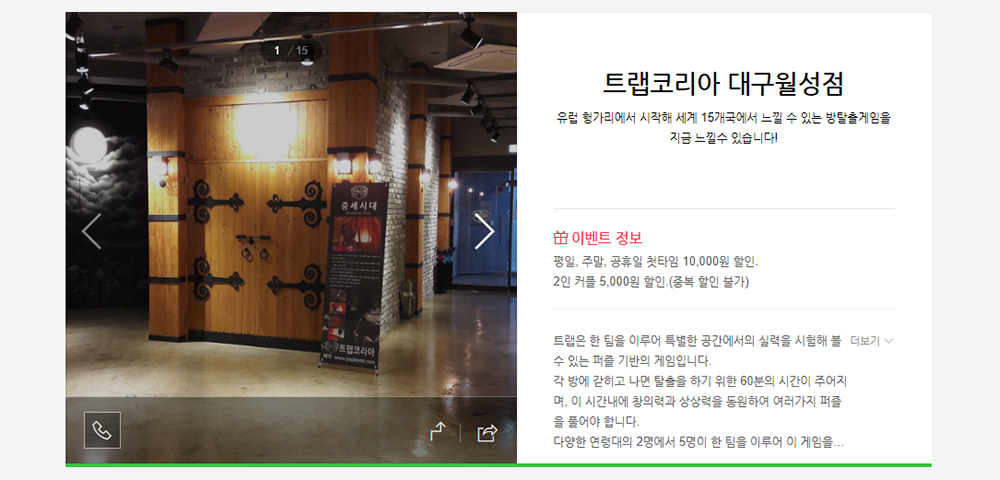 1 / 15
중세시대
트랩코리아
트랩코리아 대구월성점
유럽 헝가리에서 시작해 세계 15개국에서 느낄 수 있는 방탈출게임을
지금 느낄수 있습니다!
이벤트 정보
평일, 주말, 공휴일 첫타임 10,000원 할인.
2인 커플 5,000원 할인.(중복 할인 불가)
트랩은 한 팀을 이루어 특별한 공간에서의 실력을 시험해 볼 더보기
수 있는 퍼즐 기반의 게임입니다.
각 방에 갇히고 나면 탈출을 하기 위한 60분의 시간이 주어지
며, 이 시간내에 창의력과 상상력을 동원하여 여러가지 퍼즐
을 풀어야 합니다.
다양한 연령대의 2명에서 5명이 한 팀을 이루어 이 게임을...